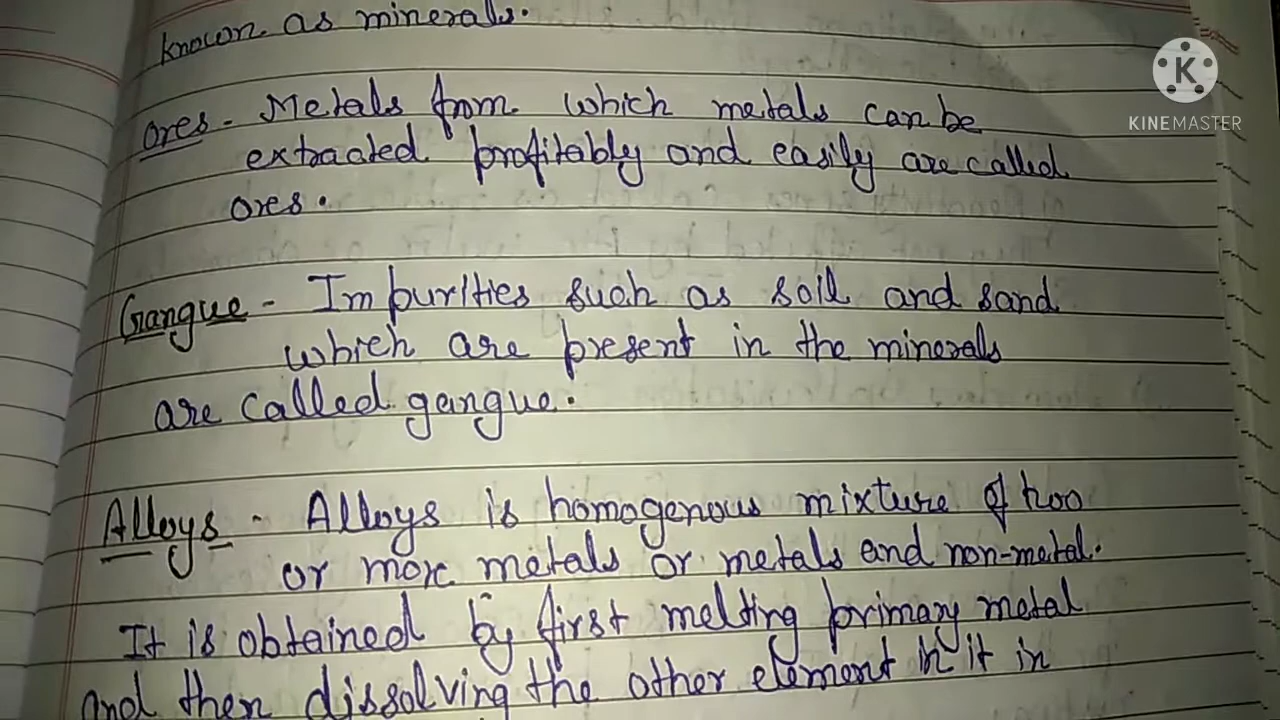 known as minerals.
Ores - Metals from which metals can be
extracted profitably and easily are called
ores.
Gangue - Impurities such as soil and sand
which are present in the minerals
are called gangue.
Alloys - Alloys is homogenous mixture of two
or more metals or metals and non-metal.
It is obtained by first melting primary metal
and then dissolving the other element in it in
K
KINEMASTER